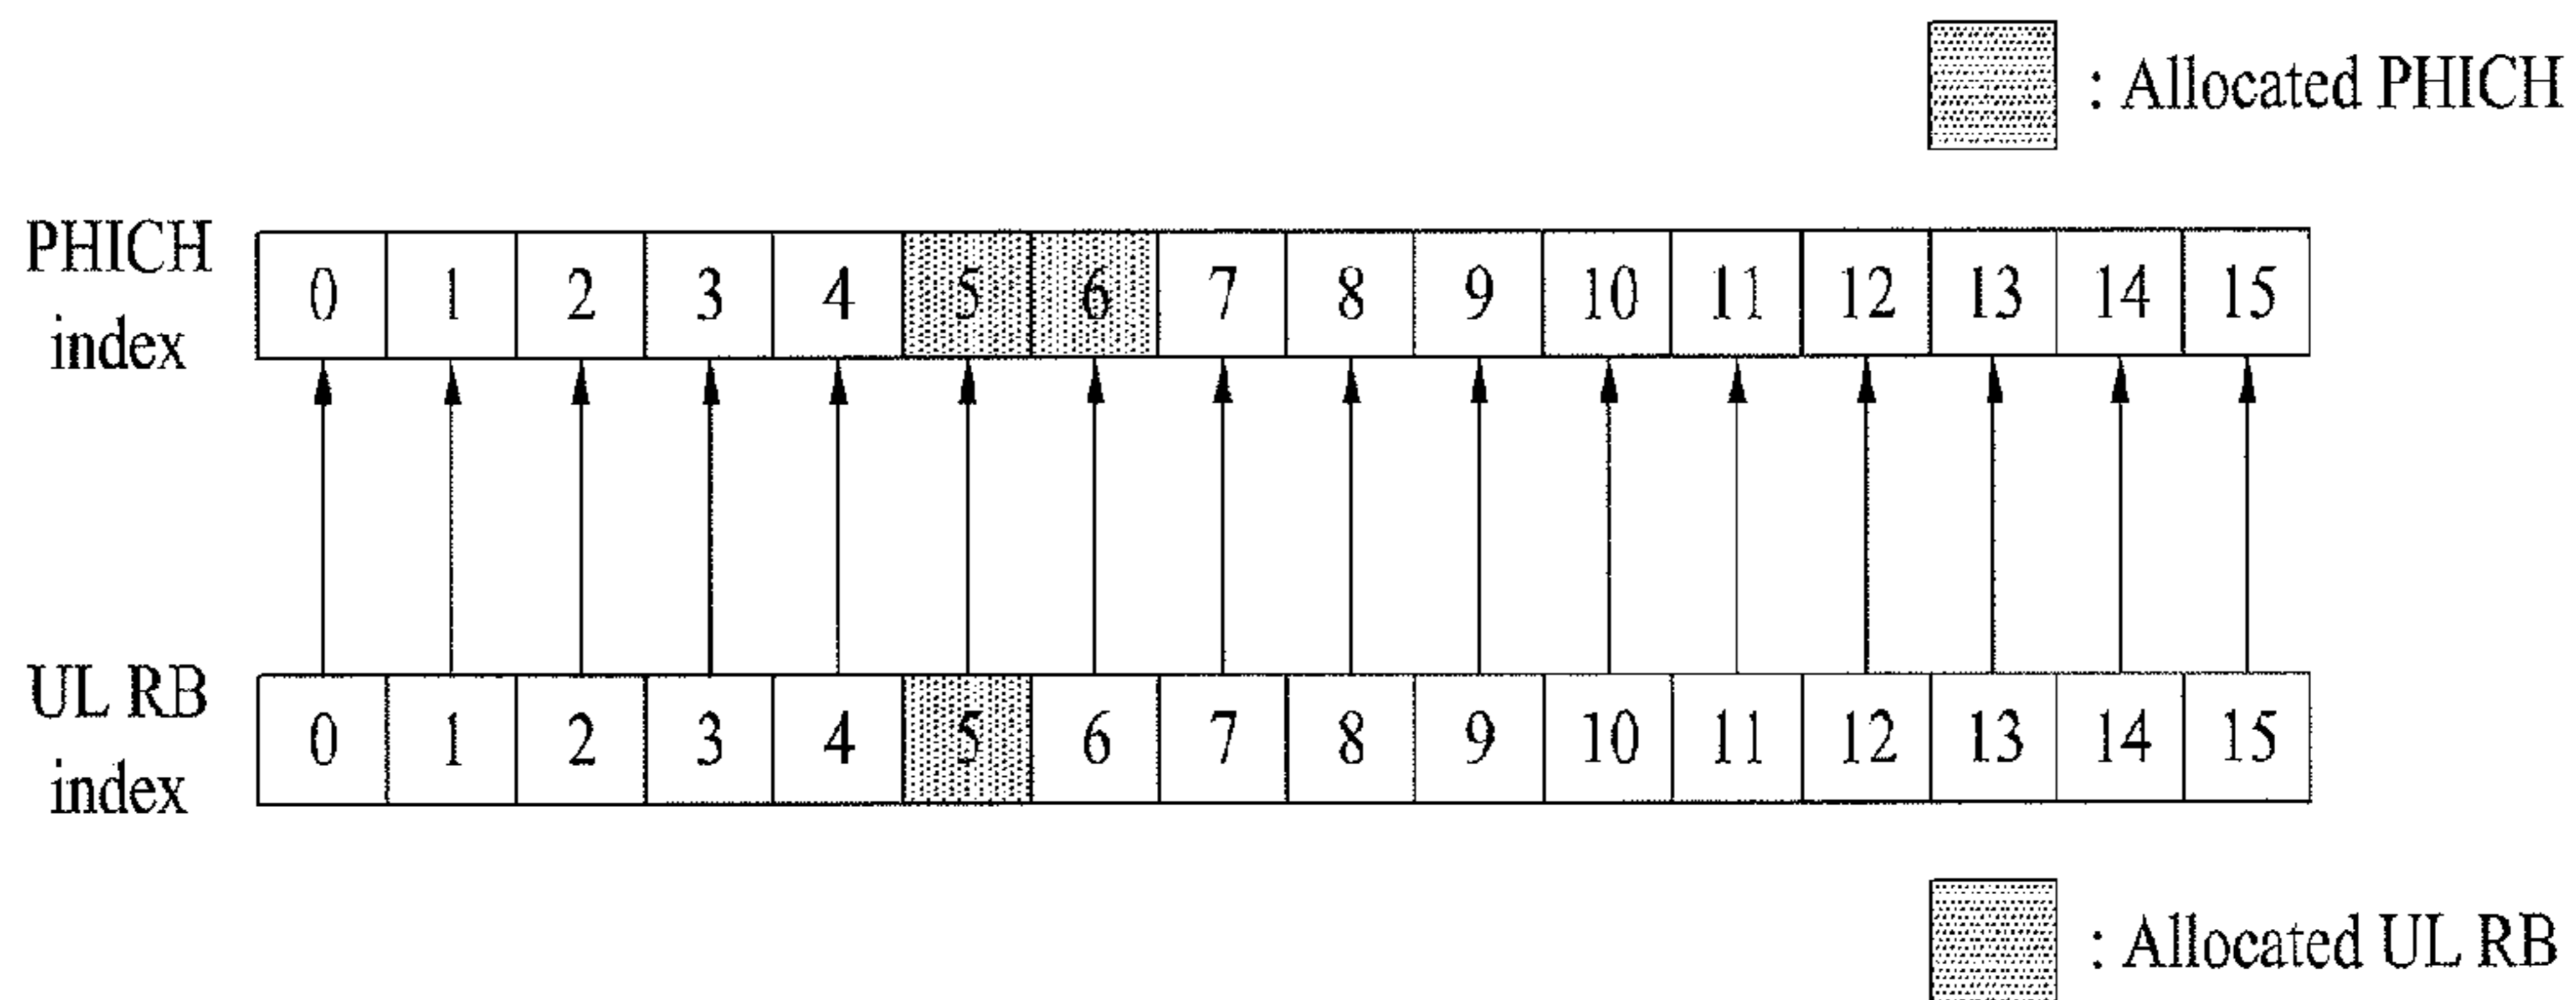 : Allocated PHICH
PHICH
index
0 1 2 3 4 5 6 7 8 9 10 11 12 13 14 15
UL RB
index
0 1 2 3 4 5 6 7 8 9 10 11 12 13 14 15
: Allocated UL RB